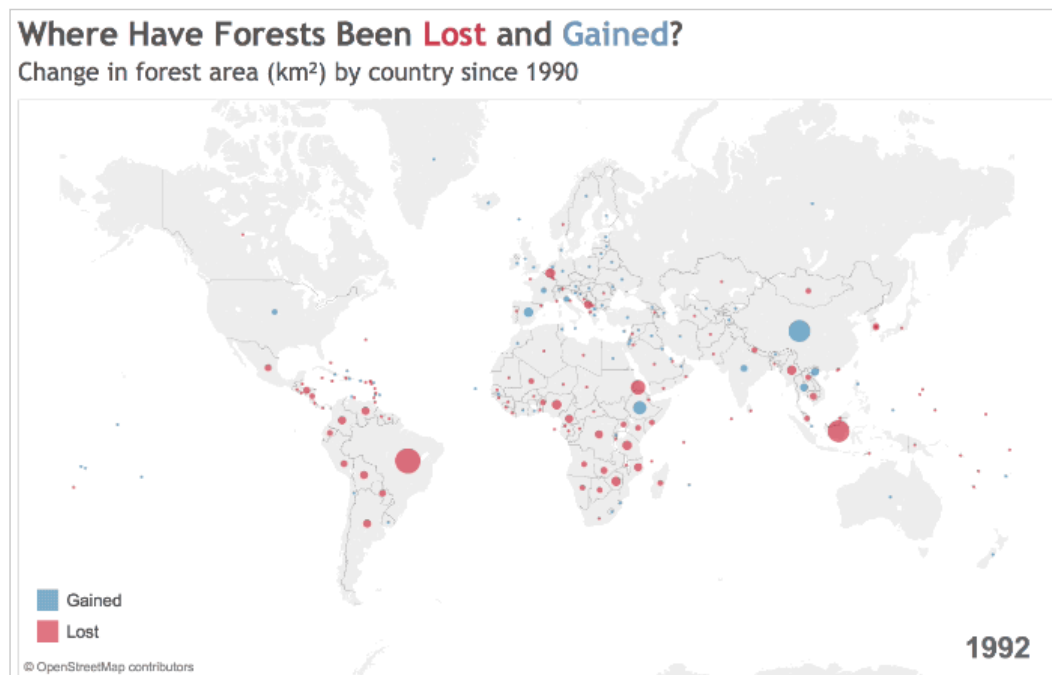 Where Have Forests Been Lost and Gained?
Change in forest area (km²) by country since 1990
Gained
Lost
1992
© OpenStreetMap contributors